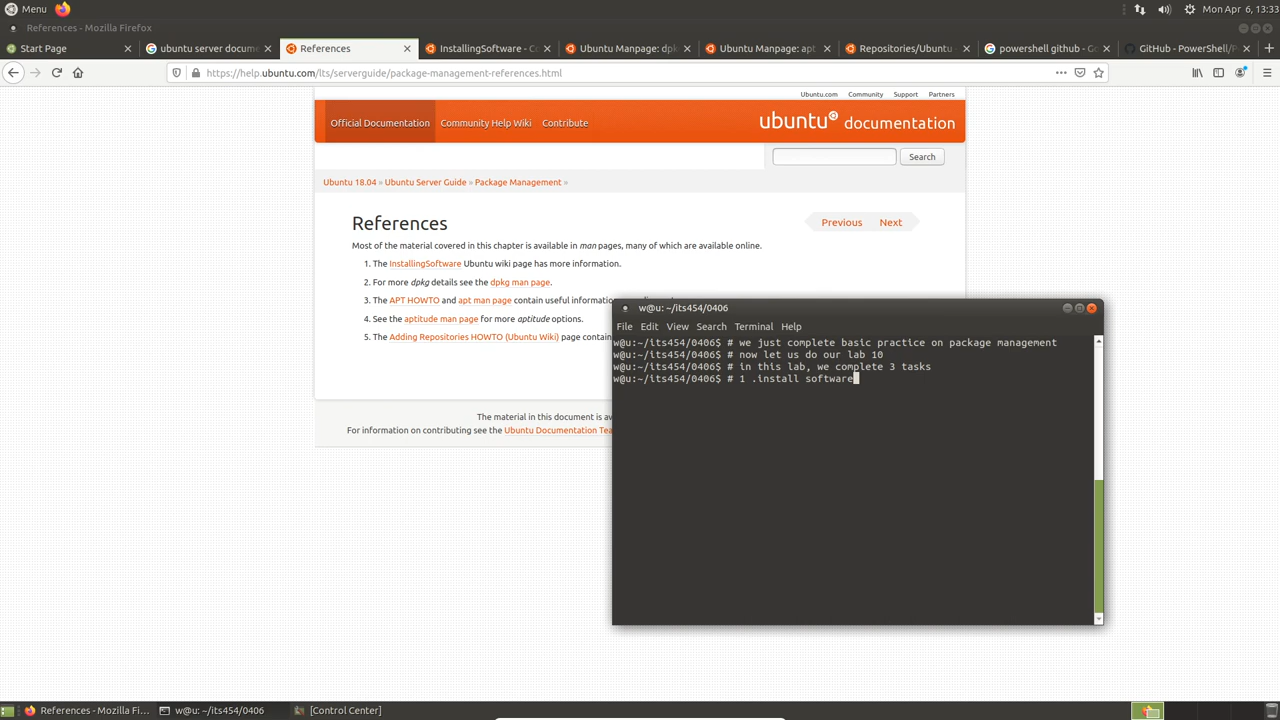 Menu
Mon Apr 6, 13:33
References - Mozilla Firefox
Start Page
ubuntu server docume
References
InstallingSoftware - Co
Ubuntu Manpage: dpk
Ubuntu Manpage: apt
Repositories/Ubuntu -
powershell github - Go
GitHub - PowerShell/P
https://help.ubuntu.com/lts/serverguide/package-management-references.html
Ubuntu.com Community Support Partners
Official Documentation Community Help Wiki Contribute
ubuntu documentation
Search
Ubuntu 18.04 » Ubuntu Server Guide » Package Management »
References
Previous Next
Most of the material covered in this chapter is available in man pages, many of which are available online.
1. The InstallingSoftware Ubuntu wiki page has more information.
2. For more dpkg details see the dpkg man page.
3. The APT HOWTO and apt man page contain useful information
4. See the aptitude man page for more aptitude options.
5. The Adding Repositories HOWTO (Ubuntu Wiki) page contain
The material in this document is av
For information on contributing see the Ubuntu Documentation Tea
w@u: ~/its454/0406
File Edit View Search Terminal Help
w@u:~/its454/0406$ # we just complete basic practice on package management
w@u:~/its454/0406$ # now let us do our lab 10
w@u:~/its454/0406$ # in this lab, we complete 3 tasks
w@u:~/its454/0406$ # 1 .install software
References - Mozilla Fi...
w@u: ~/its454/0406
[Control Center]